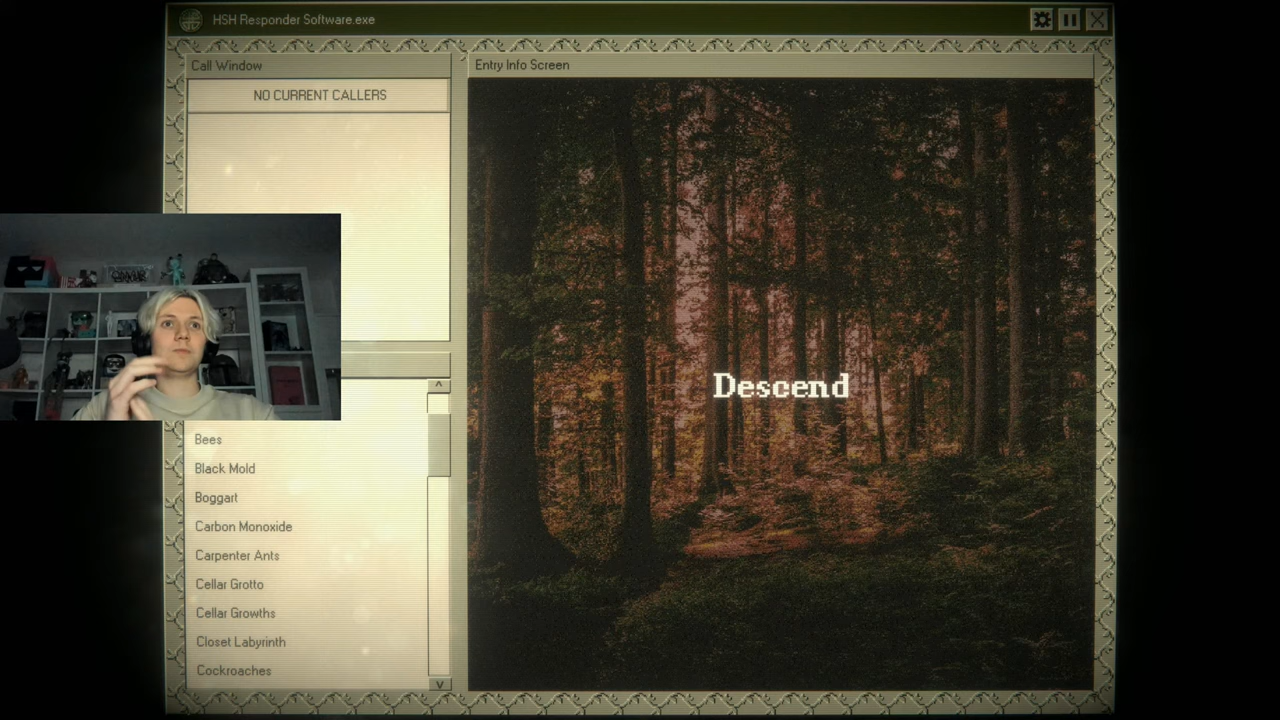 HSH Responder Software.exe
Call Window
NO CURRENT CALLERS
Bees
Black Mold
Boggart
Carbon Monoxide
Carpenter Ants
Cellar Grotto
Cellar Growths
Closet Labyrinth
Cockroaches
Entry Info Screen
Descend